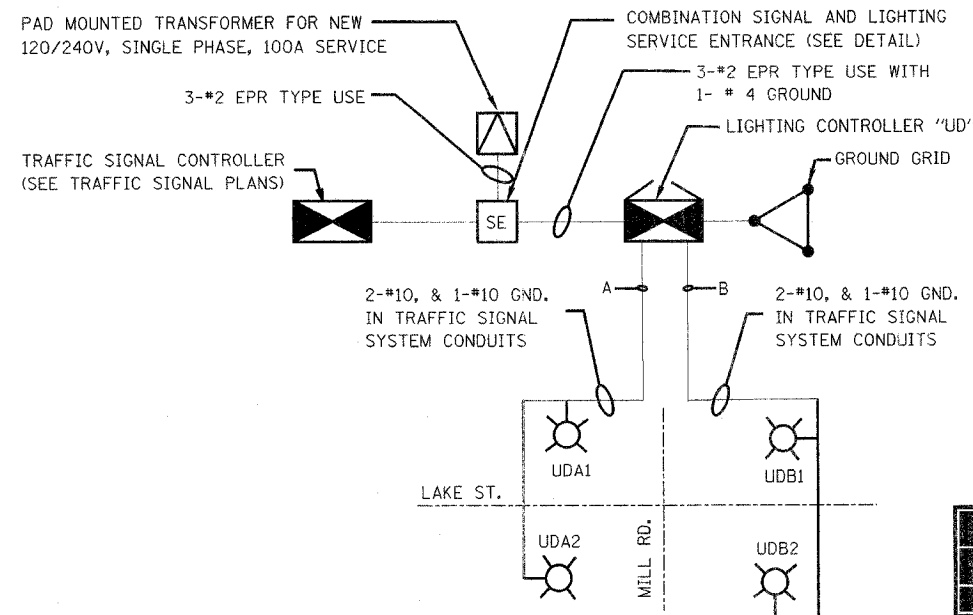 PAD MOUNTED TRANSFORMER FOR NEW
120/240V, SINGLE PHASE, 100A SERVICE
COMBINATION SIGNAL AND LIGHTING
SERVICE ENTRANCE (SEE DETAIL)
3-#2 EPR TYPE USE
3-#2 EPR TYPE USE WITH
1- # 4 GROUND
LIGHTING CONTROLLER "UD"
TRAFFIC SIGNAL CONTROLLER
(SEE TRAFFIC SIGNAL PLANS)
GROUND GRID
SE
A
B
2-#10, & 1-#10 GND.
IN TRAFFIC SIGNAL
SYSTEM CONDUITS
2-#10, & 1-#10 GND.
IN TRAFFIC SIGNAL
SYSTEM CONDUITS
UDA1
UDB1
LAKE ST.
MILL RD.
UDA2
UDB2